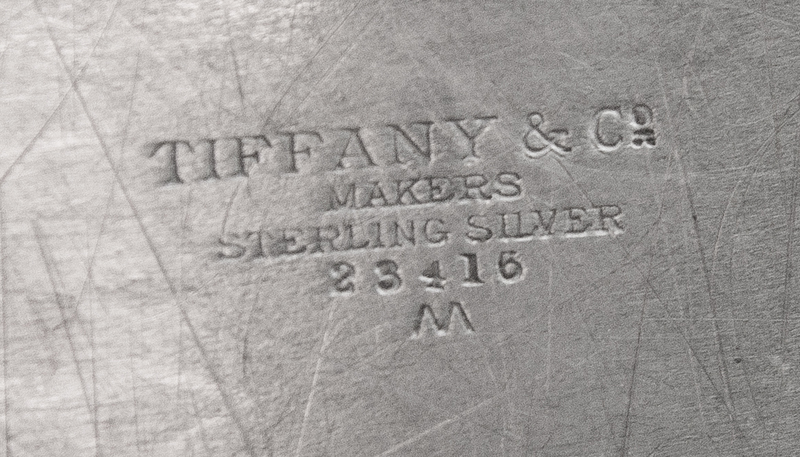 TIFFANY & Cº
MAKERS
STERLING SILVER
23416
M